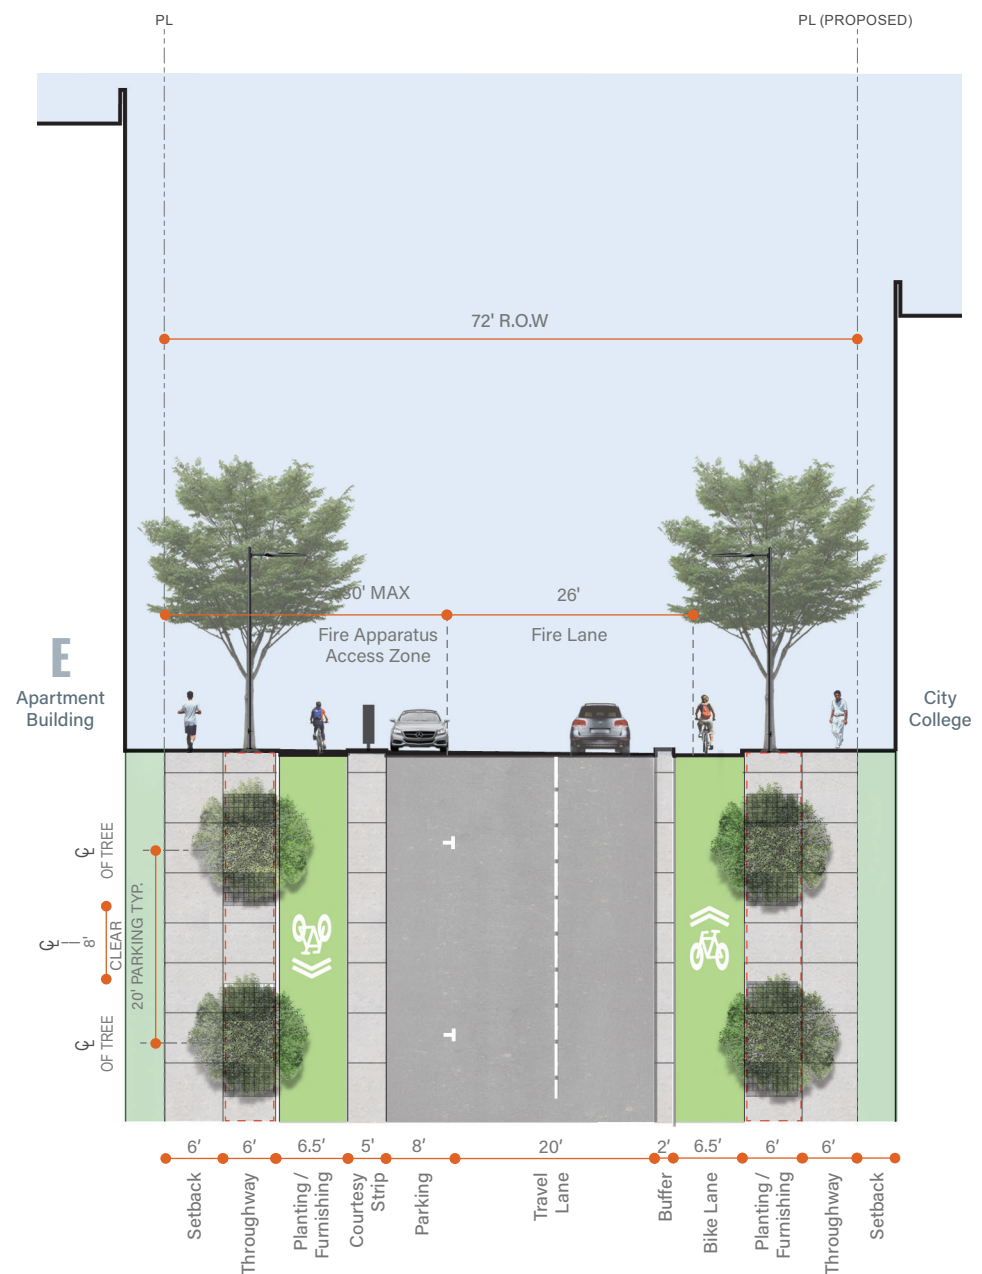 PL
PL (PROPOSED)
72' R.O.W
30' MAX
26'
Fire Apparatus
Access Zone
Fire Lane
E
Apartment
Building
City
College
℄
OF TREE
20' PARKING TYP.
℄
8'
CLEAR
℄
OF TREE
6’
6’
6.5’
5’
8’
20’
2’
6.5’
6’
6’
Setback
Throughway
Planting /
Furnishing
Courtesy
Strip
Parking
Travel
Lane
Buffer
Bike Lane
Planting /
Furnishing
Throughway
Setback